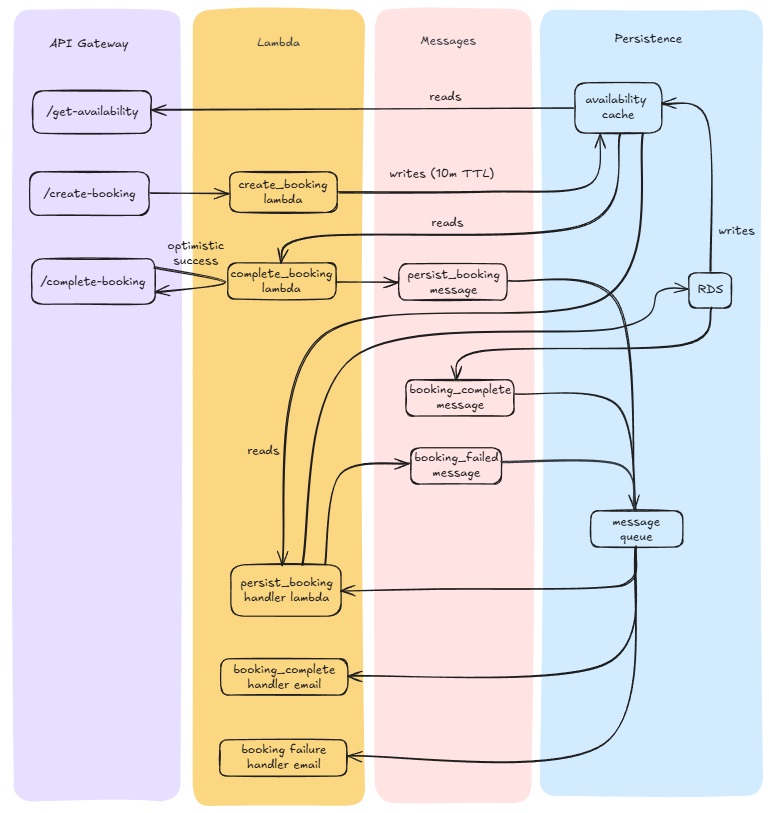 API Gateway
Lambda
Messages
Persistence
/get-availability
reads
availability
cache
/create-booking
create_booking
lambda
writes (10m TTL)
reads
writes
optimistic
success
/complete-booking
complete_booking
lambda
persist_booking
message
RDS
booking_complete
message
reads
booking_failed
message
message
queue
persist_booking
handler lambda
booking_complete
handler email
booking failure
handler email